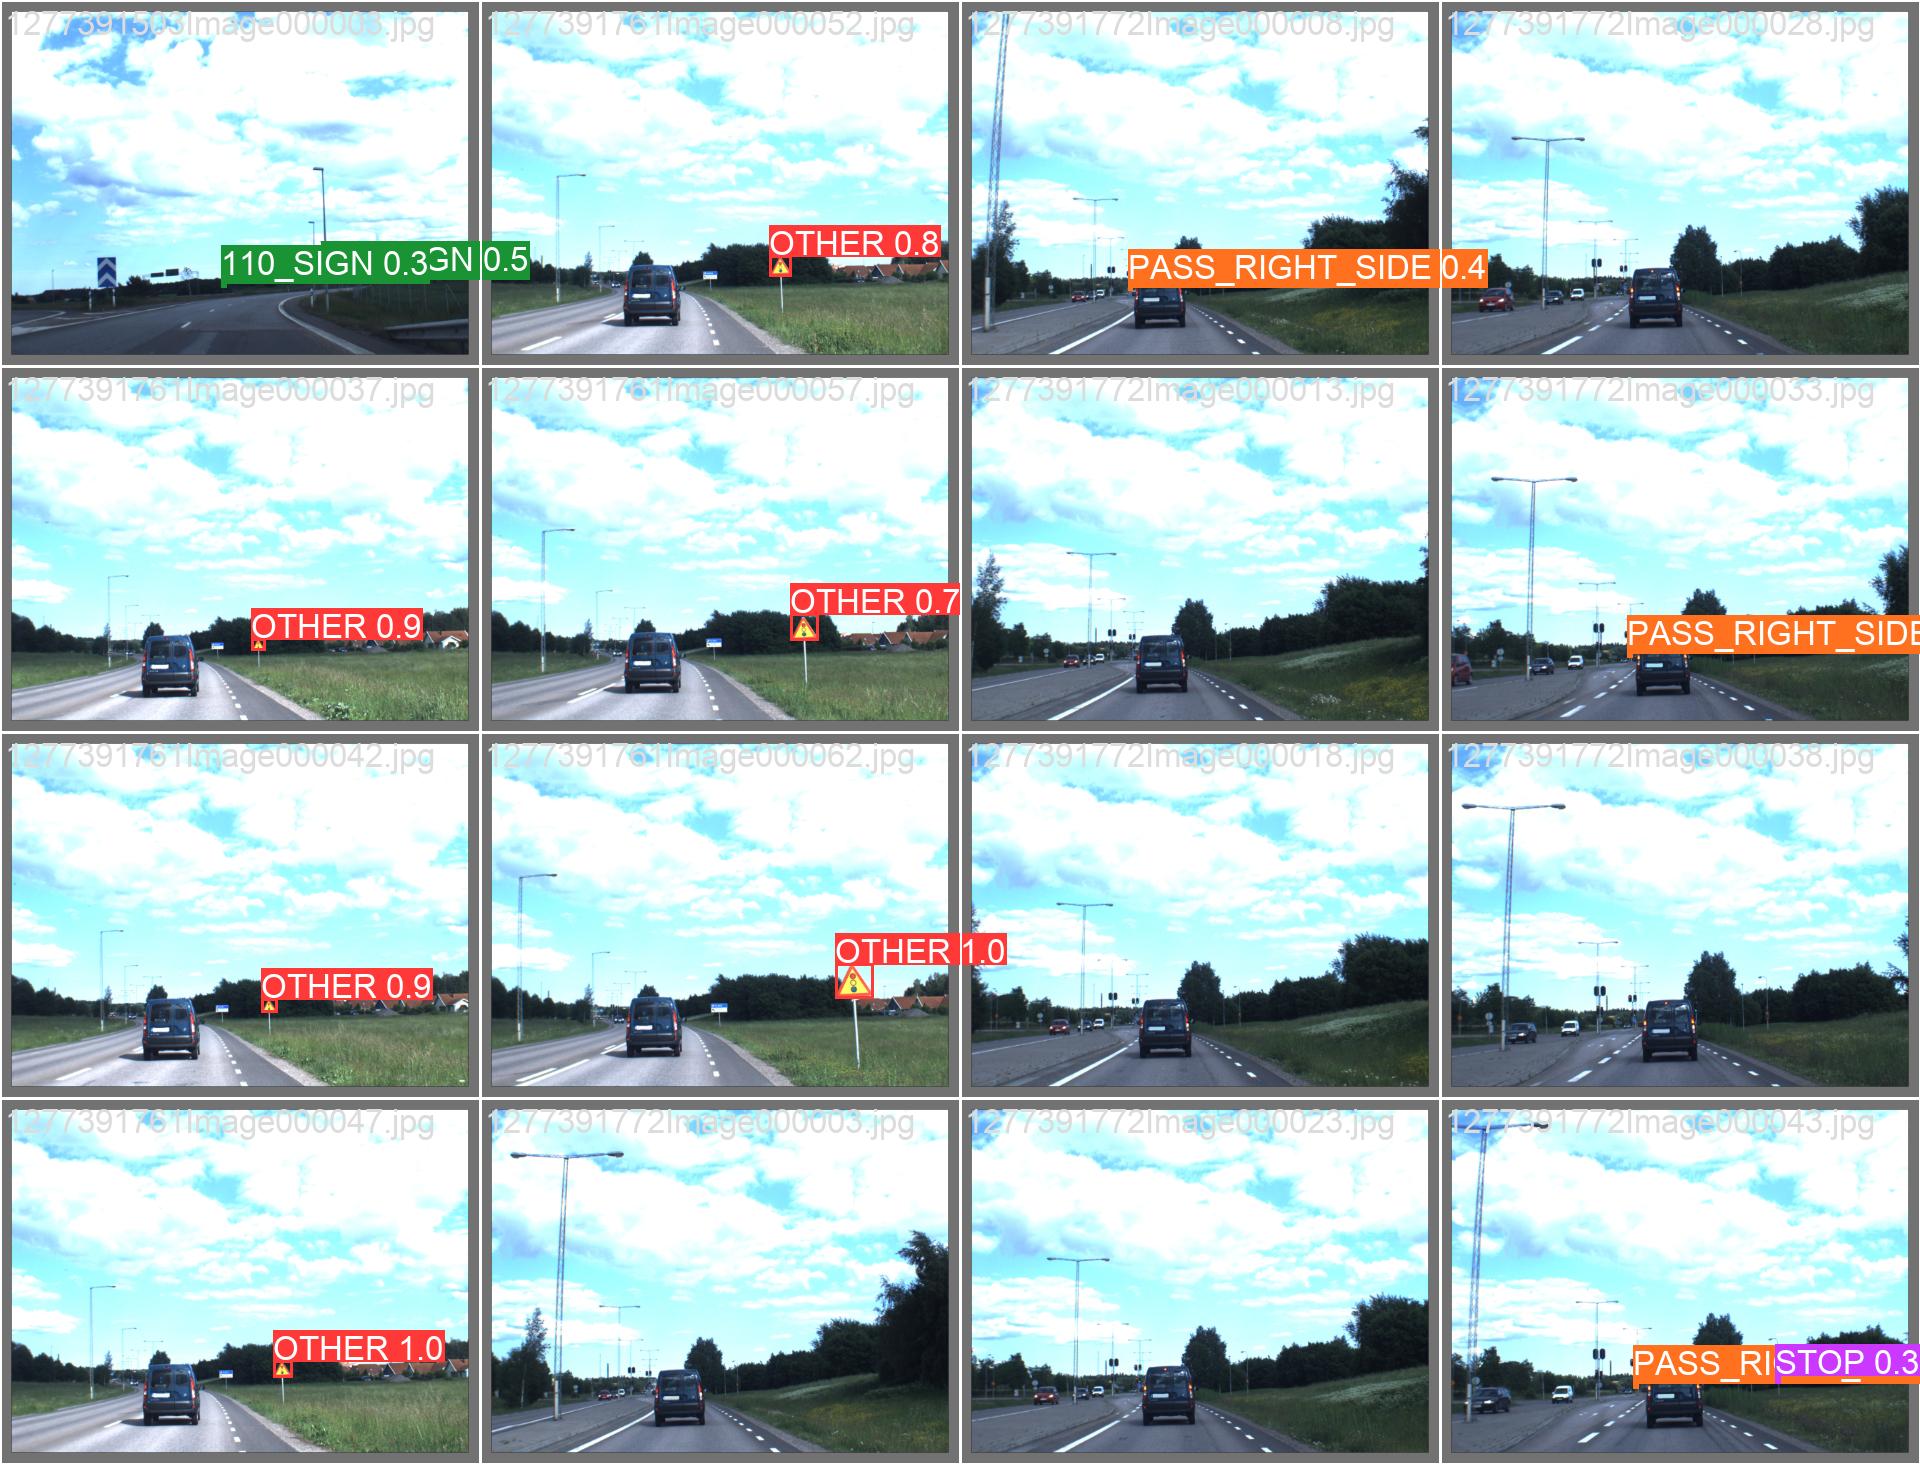 1277391503Image000003.jpg
1277391761Image000052.jpg
1277391772Image000008.jpg
1277391772Image000028.jpg
110_SIGN 0.3
GN 0.5
OTHER 0.8
PASS_RIGHT_SIDE 0.4
1277391761Image000037.jpg
1277391761Image000057.jpg
1277391772Image000013.jpg
1277391772Image000033.jpg
OTHER 0.9
OTHER 0.7
PASS_RIGHT_SIDE
1277391761Image000042.jpg
1277391761Image000062.jpg
1277391772Image000018.jpg
1277391772Image000038.jpg
OTHER 0.9
OTHER 1.0
1277391761Image000047.jpg
1277391772Image000003.jpg
1277391772Image000023.jpg
1277391772Image000043.jpg
OTHER 1.0
PASS_RI
STOP_0.3